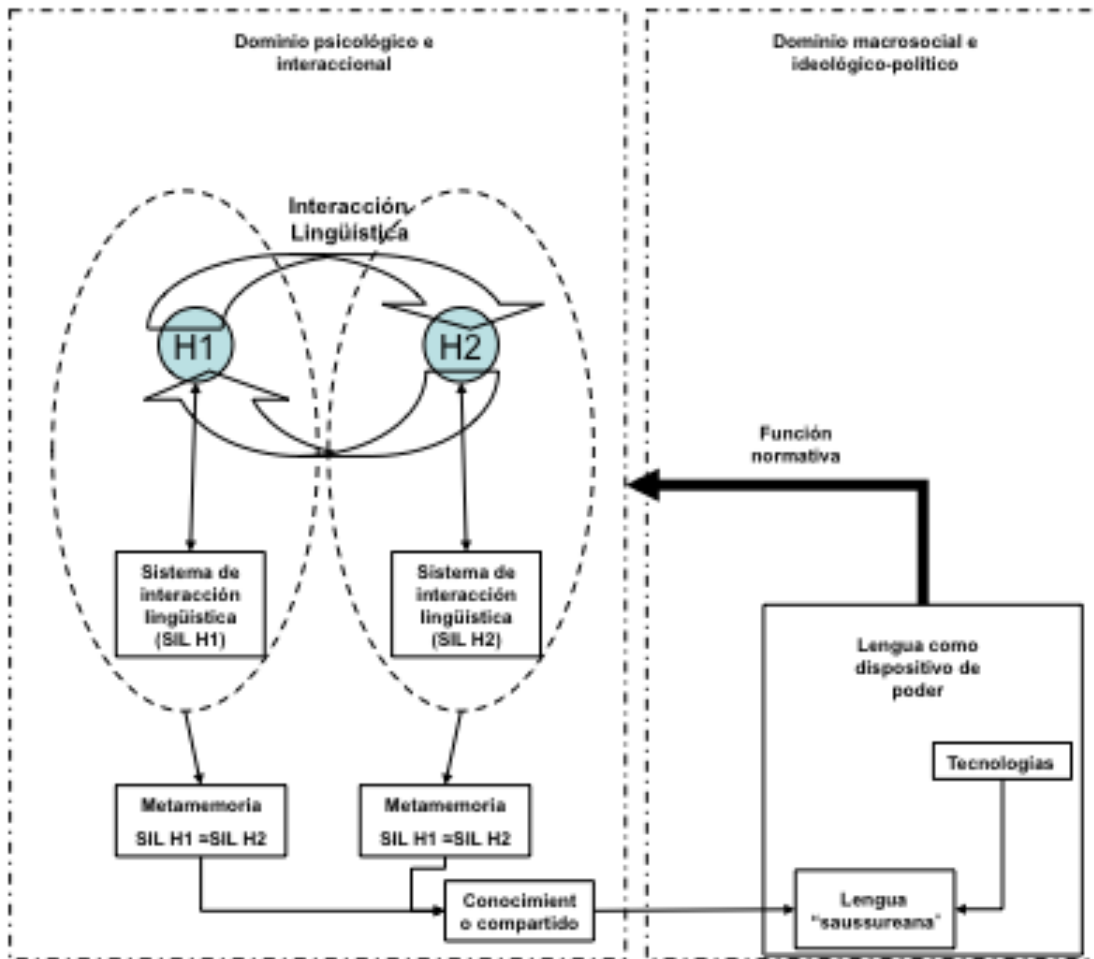 Dominio psicológico e
interaccional
Dominio macrosocial e
ideológico-político
Interacción
Lingüística
H1
H2
Función
normativa
Sistema de
interacción
lingüística
(SIL H1)
Sistema de
interacción
lingüística
(SIL H2)
Lengua como
dispositivo de
poder
Tecnologías
Metamemoria
SIL H1 =SIL H2
Metamemoria
SIL H1 =SIL H2
Conocimient
o compartido
Lengua
"saussureana"